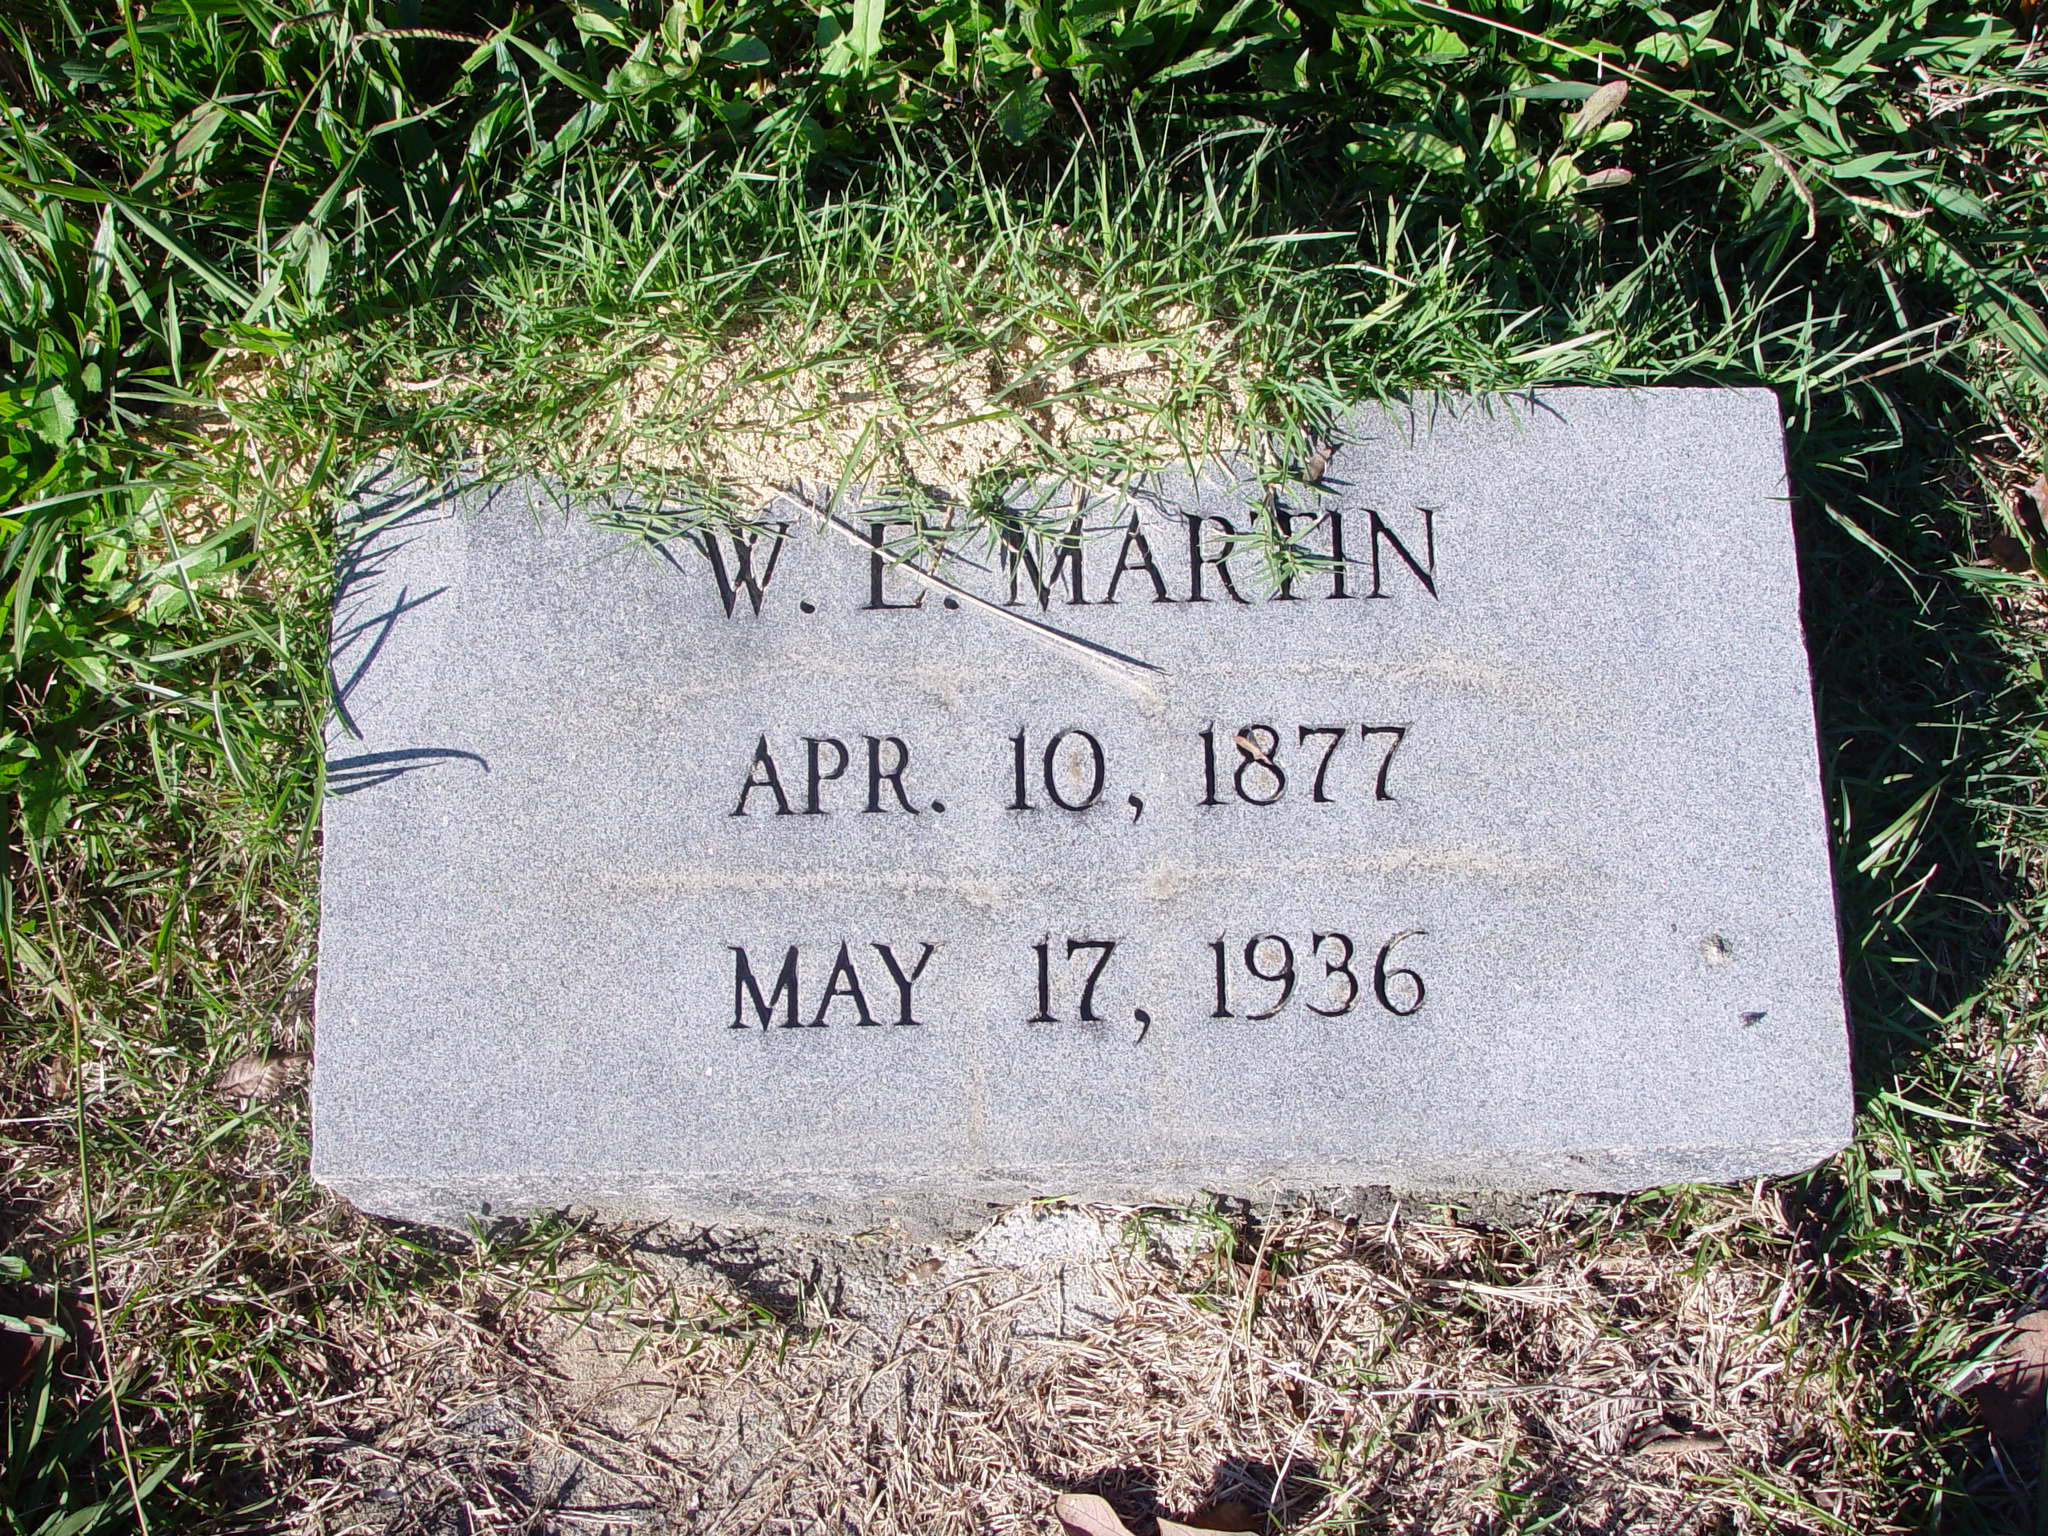 W. E. MARTIN
APR. 10, 1877
MAY 17, 1936